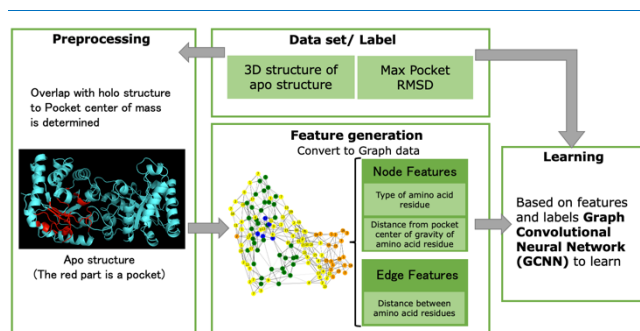 Preprocessing
Overlap with holo structure
to Pocket center of mass
is determined
Apo structure
(The red part is a pocket)
Data set/ Label
3D structure of
apo structure
Max Pocket
RMSD
Feature generation
Convert to Graph data
Node Features
Type of amino acid
residue
Distance from pocket
center of gravity of
amino acid residue
Edge Features
Distance between
amino acid residues
Learning
Based on features
and labels Graph
Convolutional
Neural Network
(GCNN) to learn